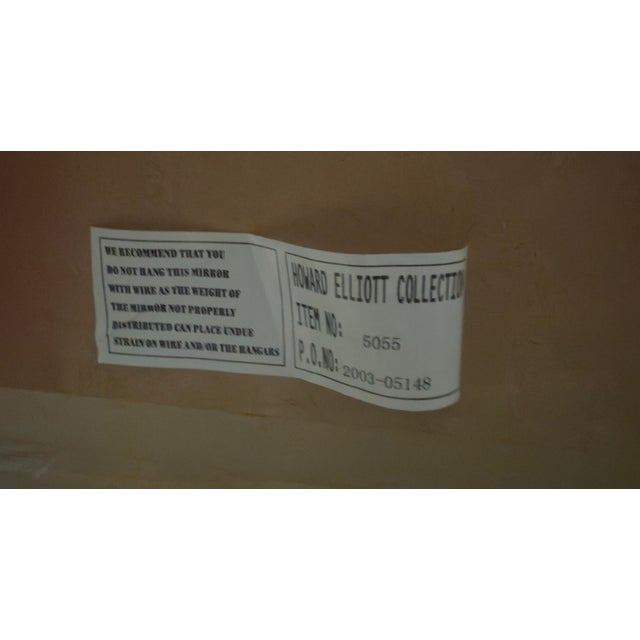 WE RECOMMEND THAT YOU
DO NOT HANG THIS MIRROR
WITH WIRE AS THE WEIGHT OF
THE MIRMOR NOT PROPERLY
DISTRIBUTED CAN PLACE UNDUE
STRAIN ON WIRE AND/OR THE HANGARS
HOWARD ELLIOTT COLLECTION
ITEM NO: 5055
P.O.NO: 2003-05148